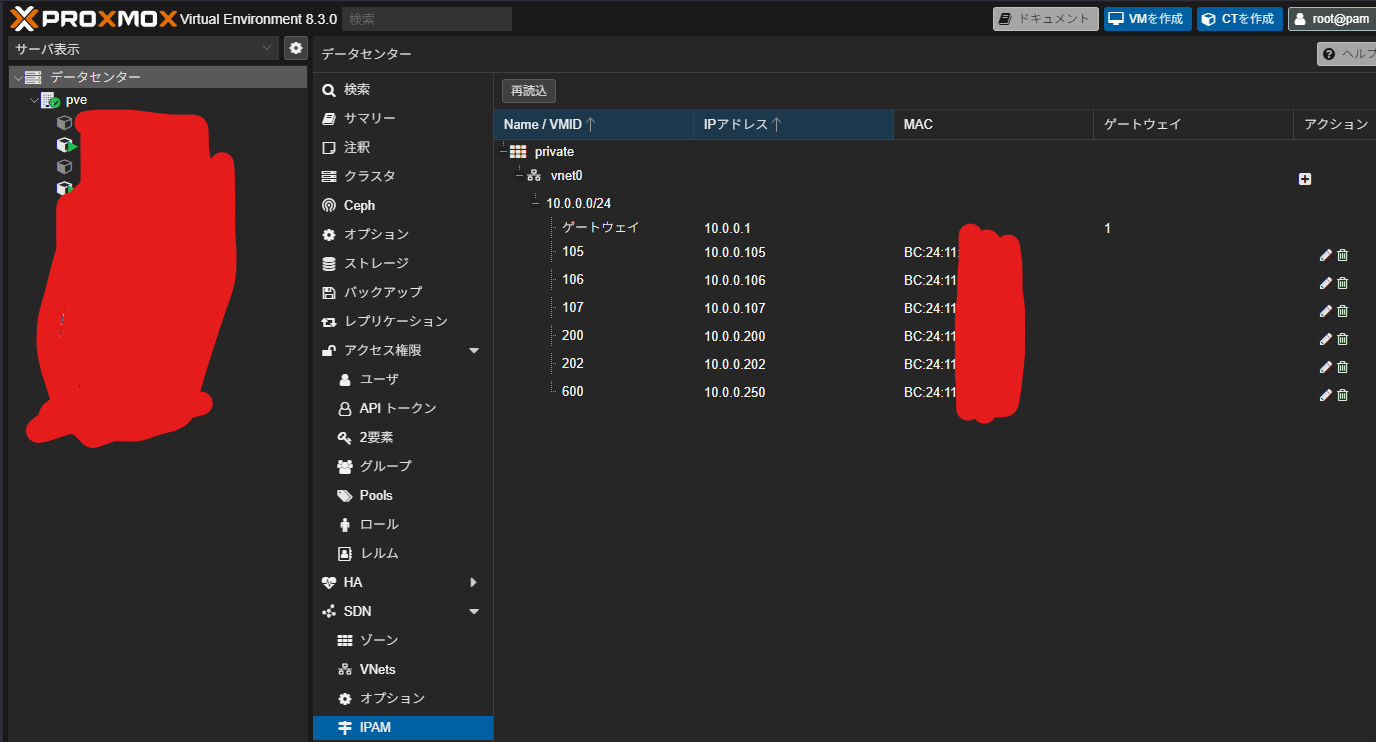 PROXMOX Virtual Environment 8.3.0 検索 ドキュメント VMを作成 CTを作成 root@pam
サーバ表示
データセンター
ヘルプ
データセンター
pve
検索
サマリー
注釈
クラスタ
Ceph
オプション
ストレージ
バックアップ
レプリケーション
アクセス権限
ユーザ
API トークン
2要素
グループ
Pools
ロール
レルム
HA
SDN
ゾーン
VNets
オプション
IPAM
再読込
Name / VMID IPアドレス MAC ゲートウェイ アクション
private
vnet0
10.0.0.0/24
ゲートウェイ 10.0.0.1 1
105 10.0.0.105 BC:24:11:
106 10.0.0.106 BC:24:11
107 10.0.0.107 BC:24:11
200 10.0.0.200 BC:24:11
202 10.0.0.202 BC:24:11
600 10.0.0.250 BC:24:11